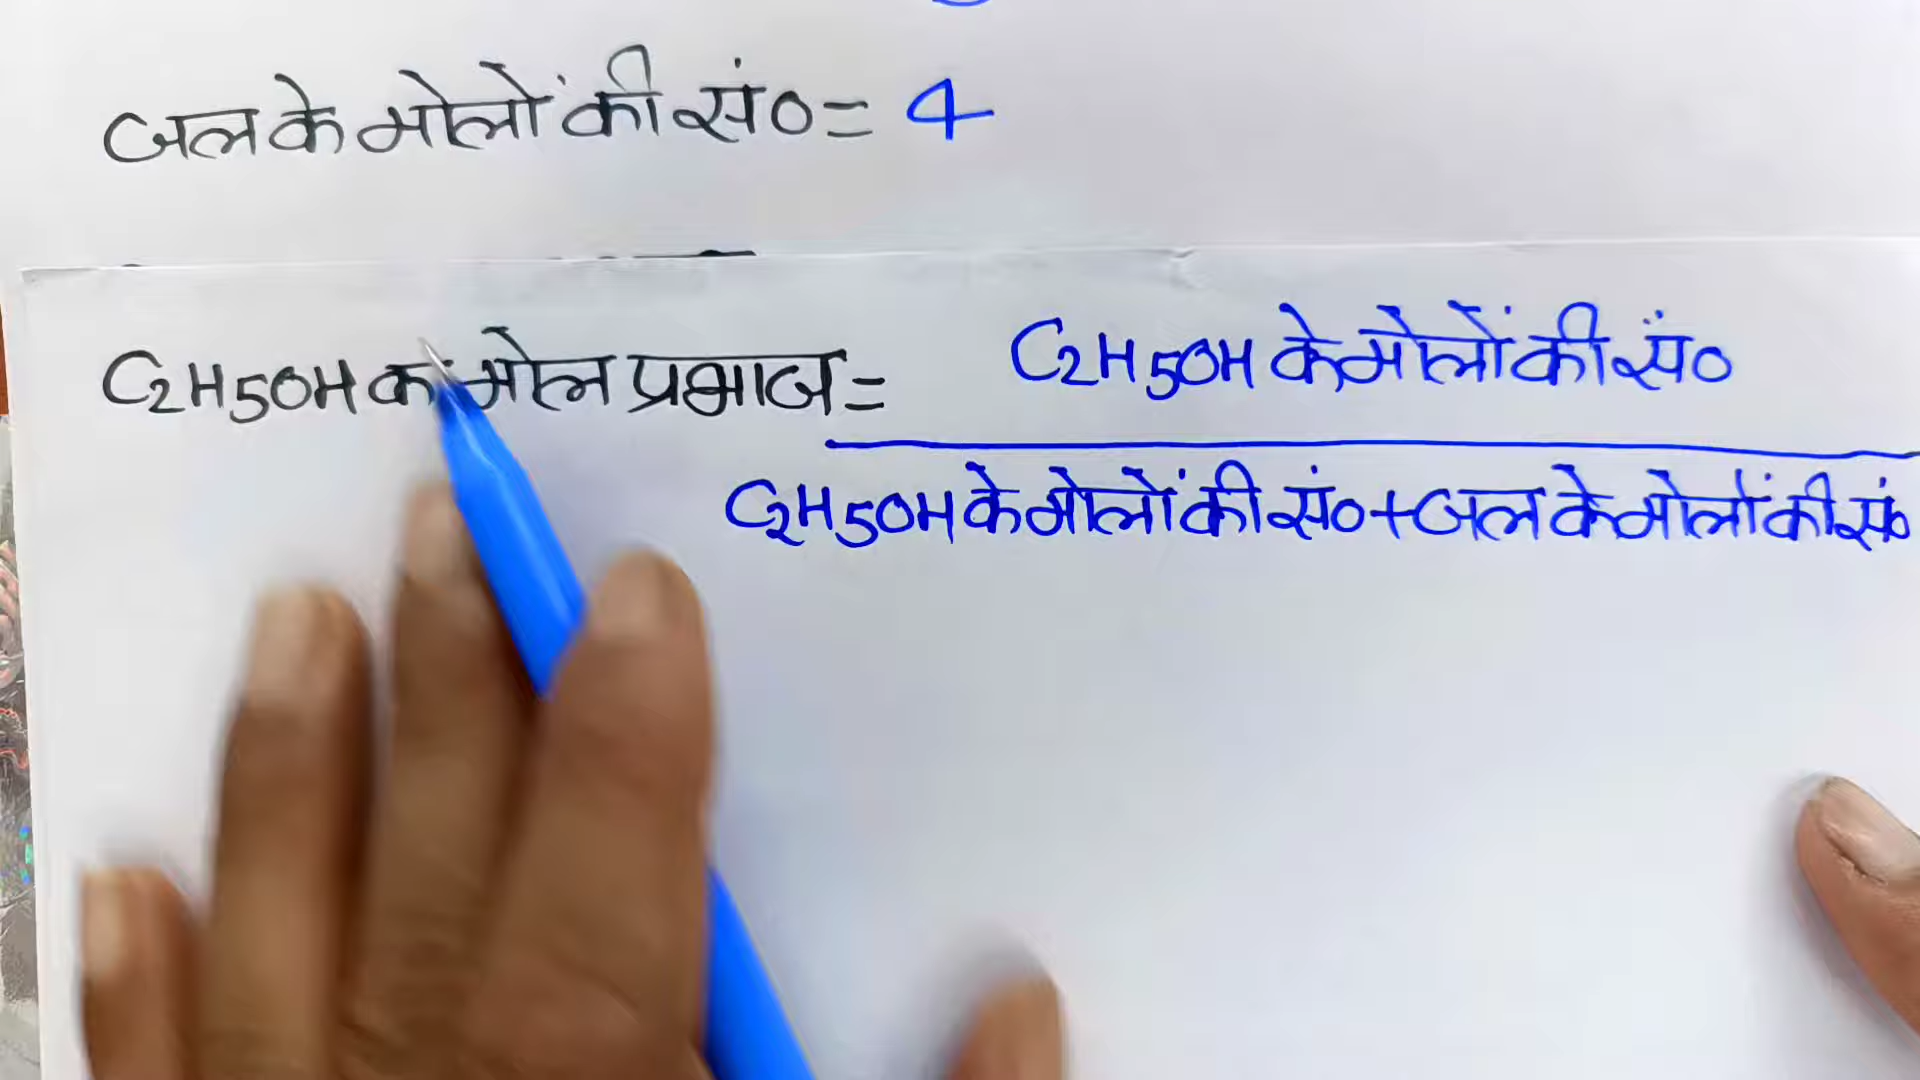 जल के मोलों की सं० = 4
C2H5OH का मोल प्रभाज = C2H5OH के मोलों की सं०
C2H5OH के मोलों की सं० + जल के मोलों की सं०